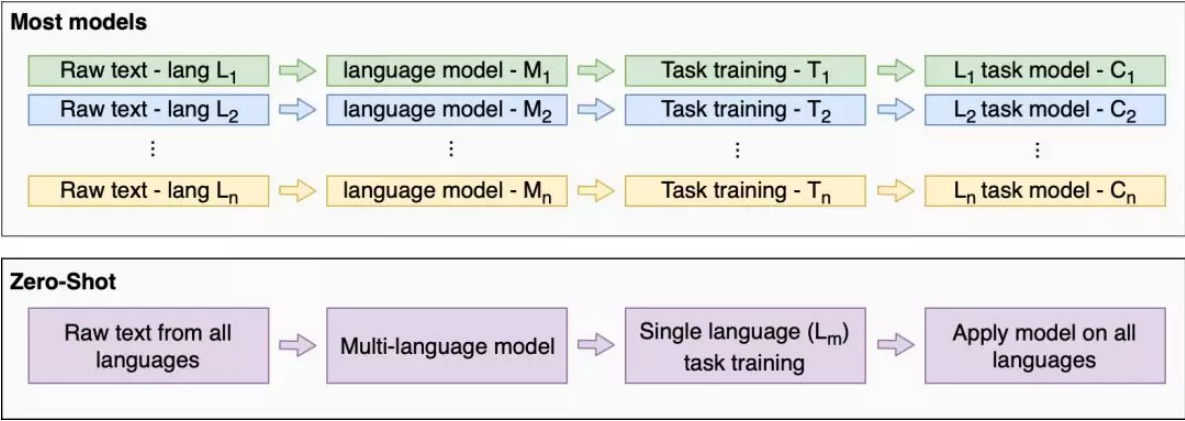 Most models
Raw text - lang L₁ language model - M₁ Task training - T₁ L₁ task model - C₁
Raw text - lang L₂ language model - M₂ Task training - T₂ L₂ task model - C₂
⋮ ⋮ ⋮ ⋮
Raw text - lang Lₙ language model - Mₙ Task training - Tₙ Lₙ task model - Cₙ
Zero-Shot
Raw text from all
languages
Multi-language model
Single language (Lₘ)
task training
Apply model on all
languages